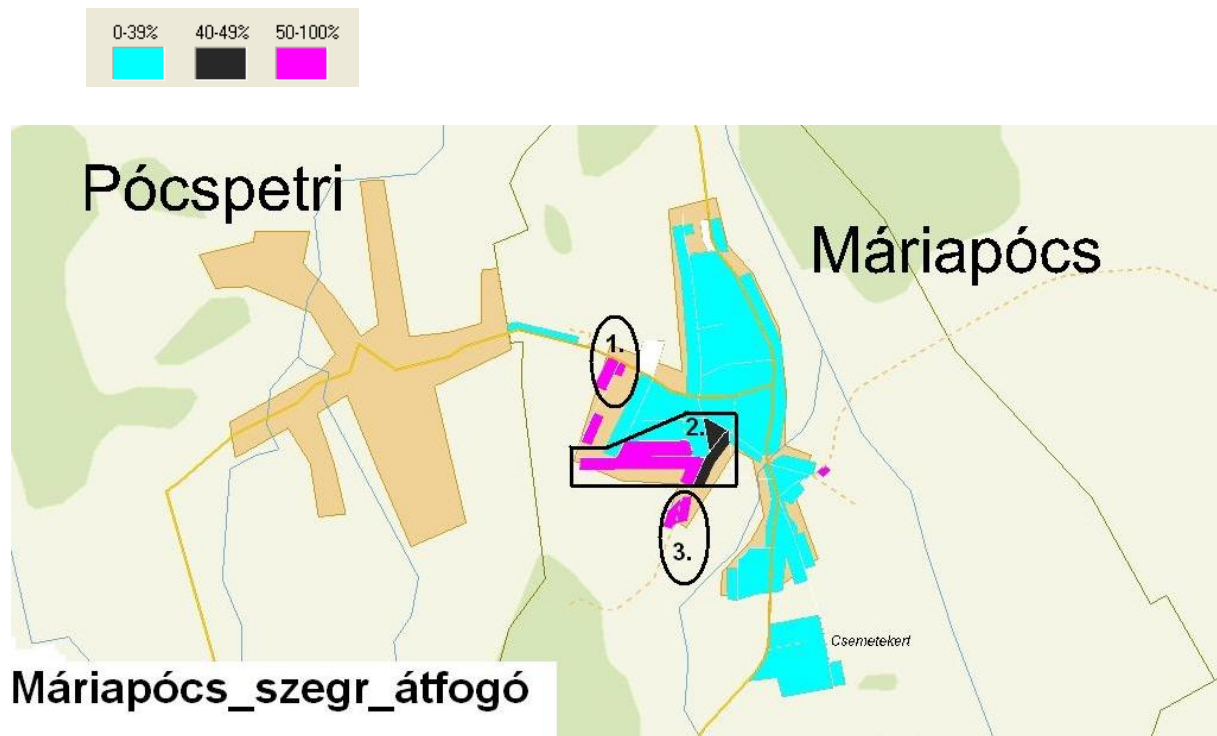 0-39% 40-49% 50-100%
Pócspetri
Máriapócs
1.
2.
3.
Csemetekert
Máriapócs_szegr_átfogó